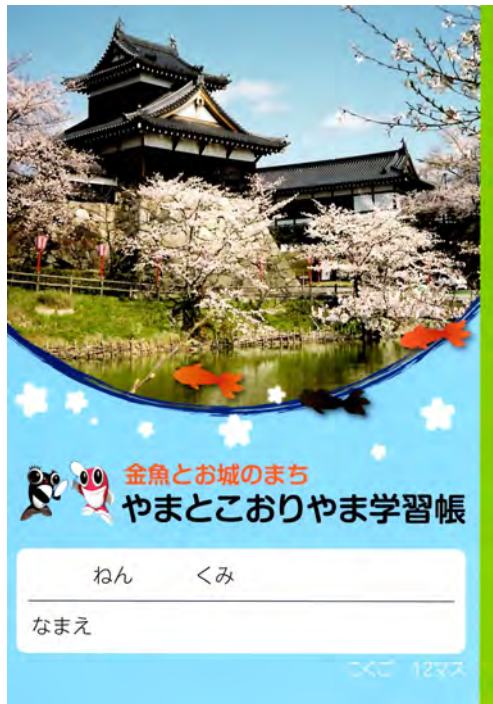 金魚とお城のまち
やまとこおりやま学習帳
ねん くみ
なまえ
こくご 12マス